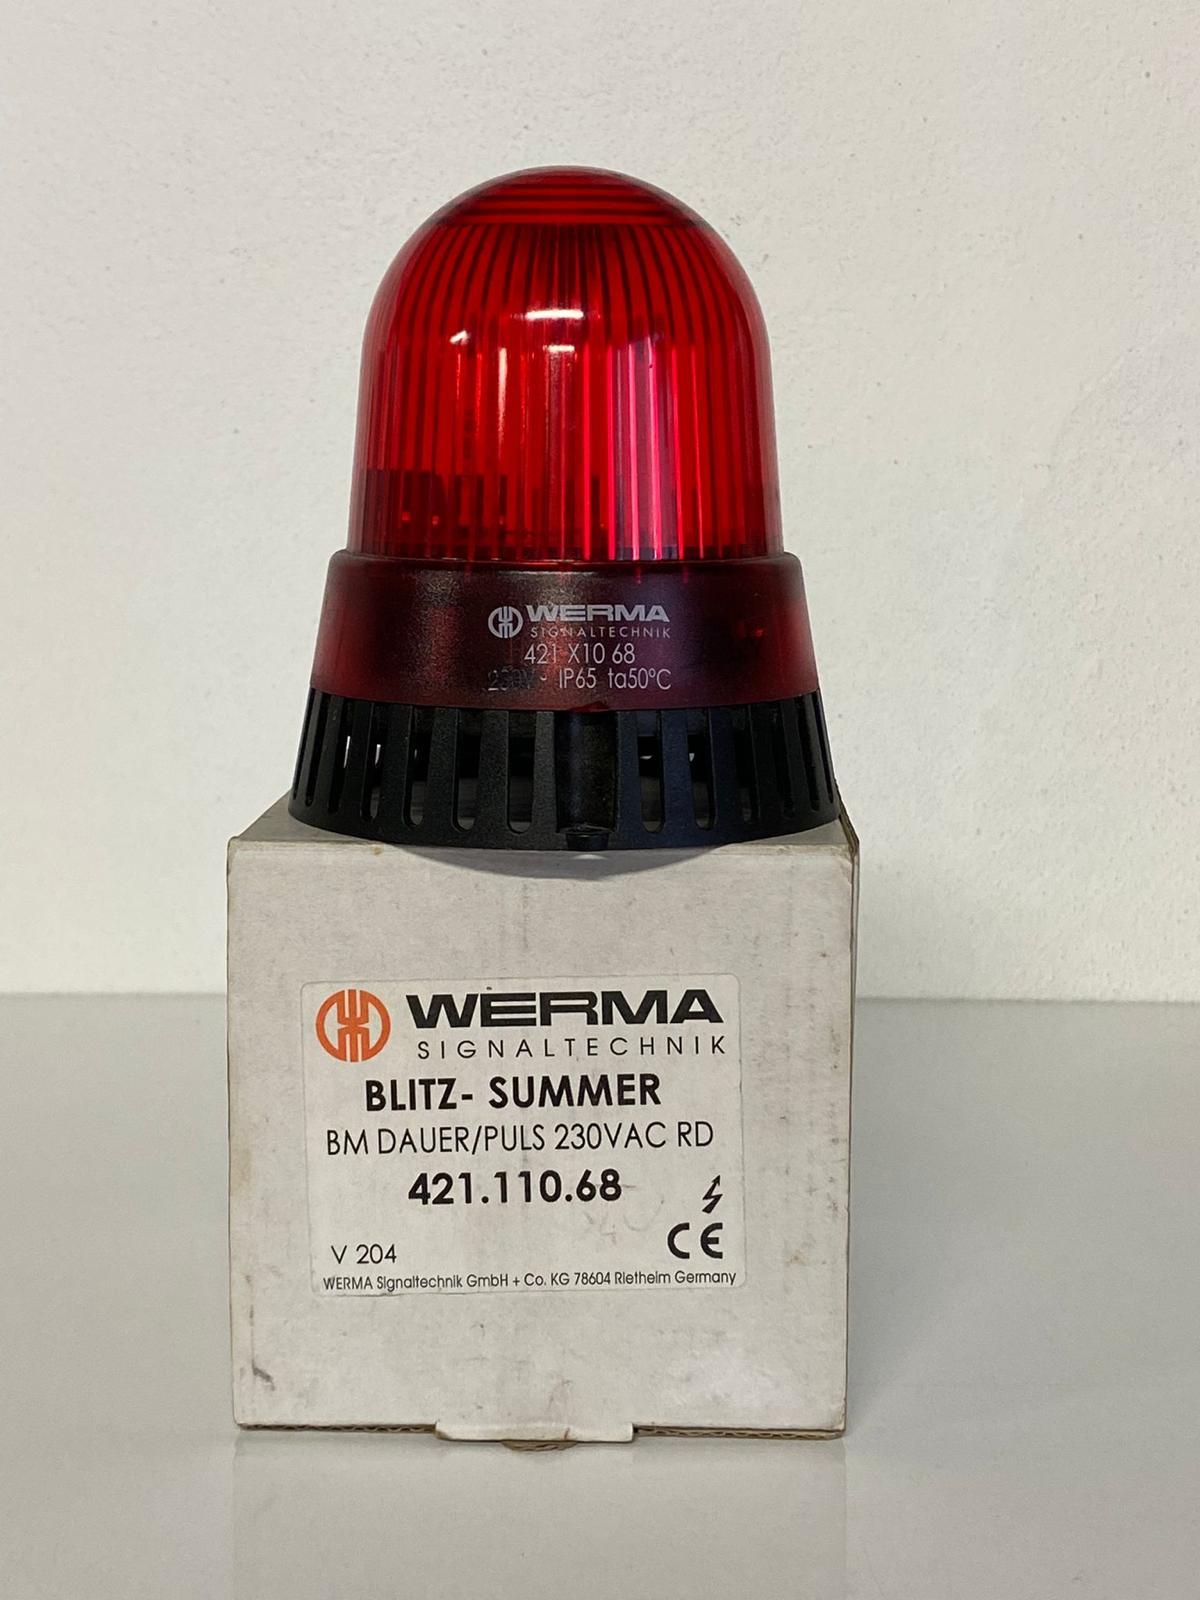 WERMA
SIGNALTECHNIK
421 X10 68
230V~ IP65 ta50°C
WERMA
SIGNALTECHNIK
BLITZ- SUMMER
BM DAUER/PULS 230VAC RD
421.110.68
CE
V 204
WERMA Signaltechnik GmbH + Co. KG 78604 Rietheim Germany